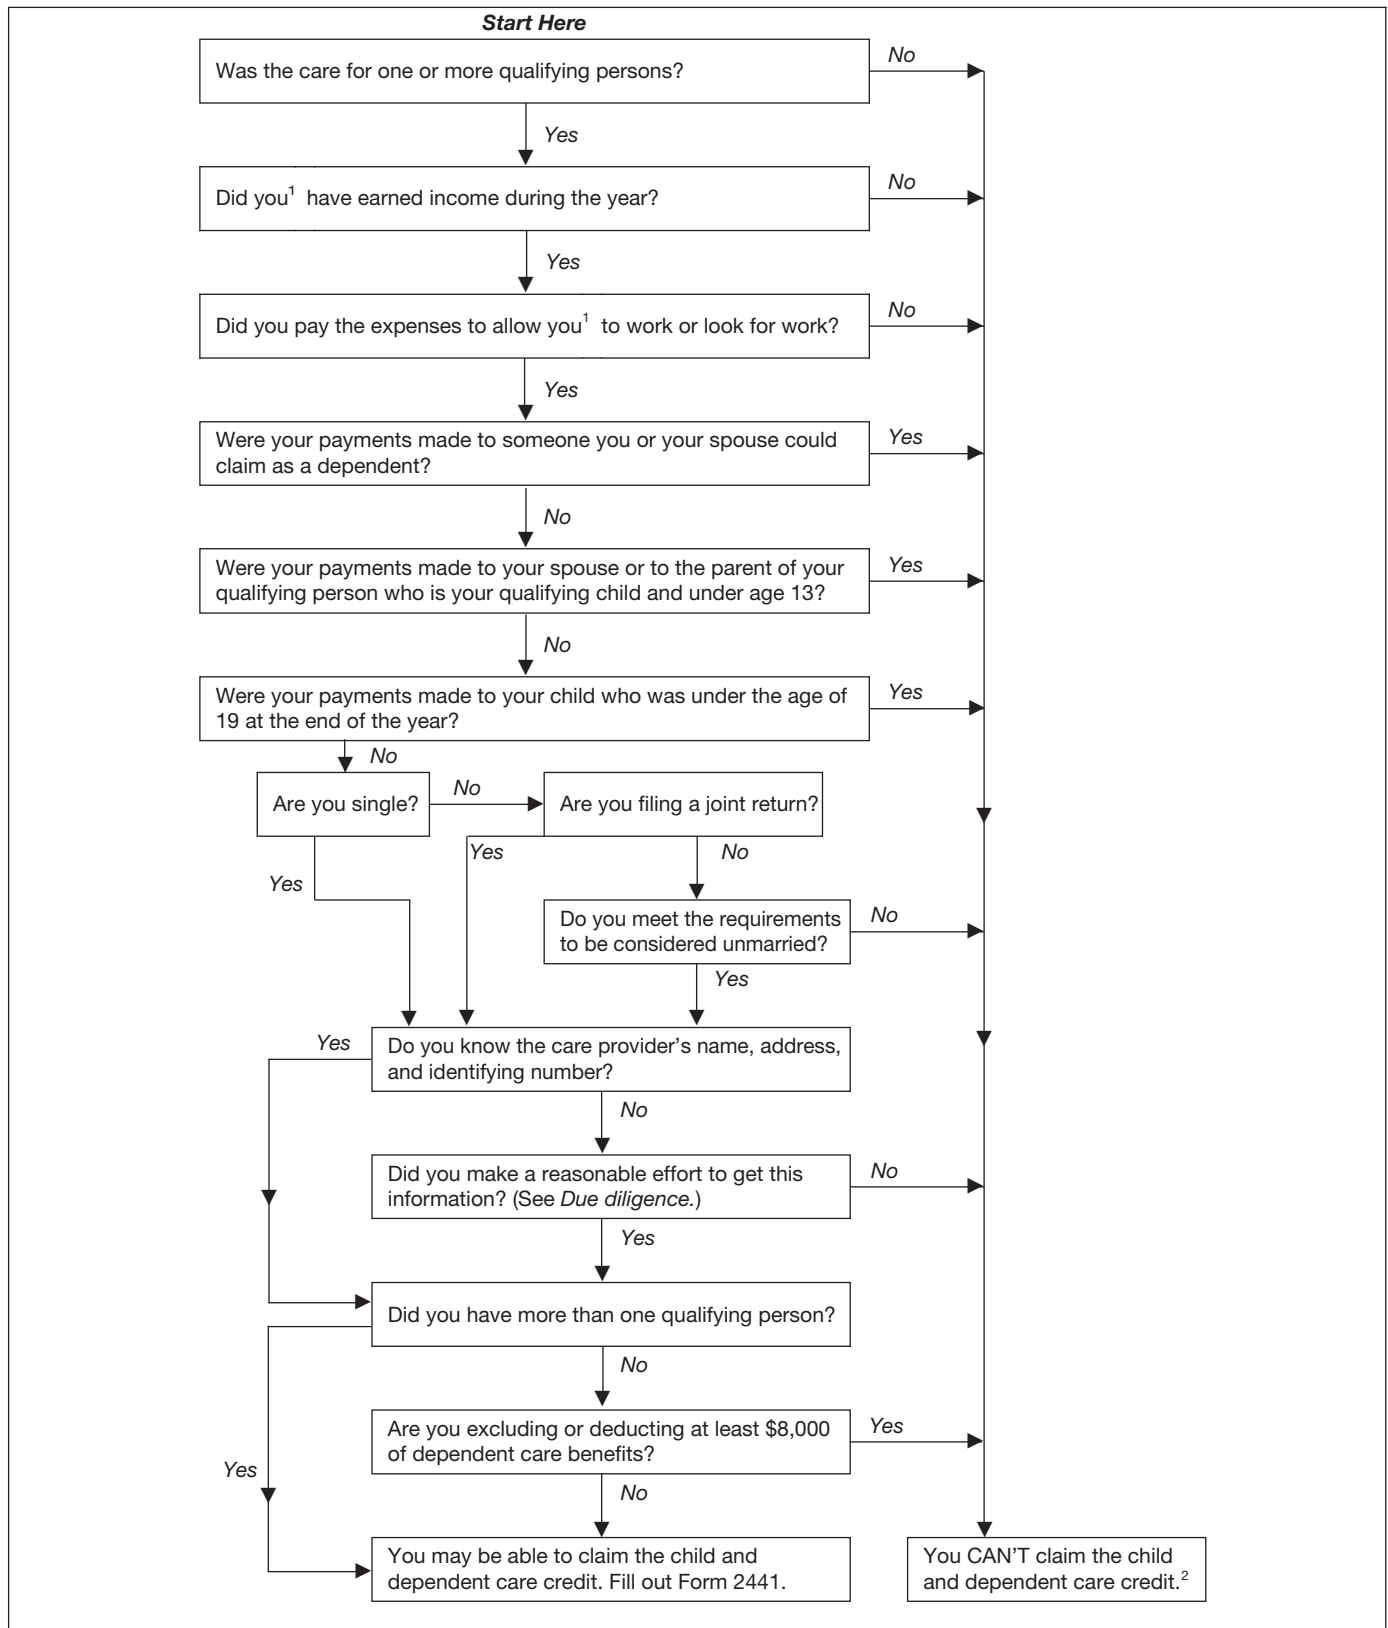 Start Here
Was the care for one or more qualifying persons?
No
Yes
Did you1 have earned income during the year?
No
Yes
Did you pay the expenses to allow you1 to work or look for work?
No
Yes
Were your payments made to someone you or your spouse could
claim as a dependent?
Yes
No
Were your payments made to your spouse or to the parent of your
qualifying person who is your qualifying child and under age 13?
Yes
No
Were your payments made to your child who was under the age of
19 at the end of the year?
Yes
No
Are you single?
No
Are you filing a joint return?
Yes
Yes
No
Do you meet the requirements
to be considered unmarried?
No
Yes
Do you know the care provider's name, address,
and identifying number?
Yes
No
Did you make a reasonable effort to get this
information? (See Due diligence.)
No
Yes
Did you have more than one qualifying person?
No
Are you excluding or deducting at least $8,000
of dependent care benefits?
Yes
Yes
No
You may be able to claim the child and
dependent care credit. Fill out Form 2441.
You CAN'T claim the child
and dependent care credit.2